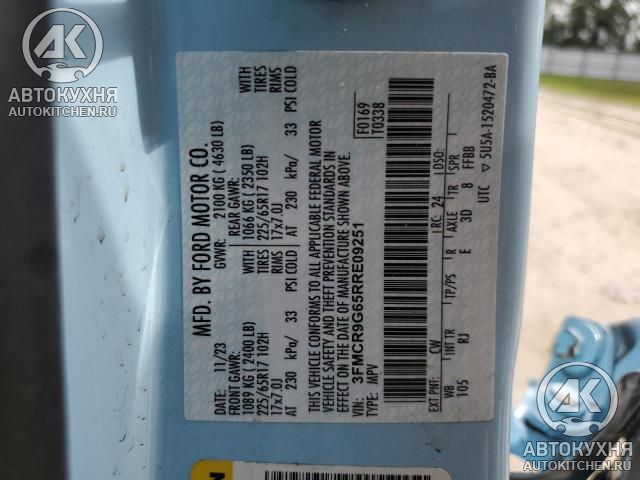 MFD. BY FORD MOTOR CO.
DATE: 11/23 GVWR: 2100 KG ( 4630 LB)
FRONT GAWR: REAR GAWR:
1089 KG ( 2400 LB) 1066 KG ( 2350 LB) WITH
225/65R17 102H 225/65R17 102H TIRES
17x7.0J 17x7.0J RIMS
AT 230 kPa/ 33 PSI COLD AT 230 kPa/ 33 PSI COLD
THIS VEHICLE CONFORMS TO ALL APPLICABLE FEDERAL MOTOR
VEHICLE SAFETY AND THEFT PREVENTION STANDARDS IN
EFFECT ON THE DATE OF MANUFACTURE SHOWN ABOVE.
VIN: 3FMCR9G65RRE09251
TYPE: MPV
F0169
T0338
EXT PNT: CW RC: 24 DSO:
WB INT TR TP/PS R AXLE TR SPR
105 RJ E 3D 8 FFBB
UTC ▽ 5U5A-1520472-BA
АВТОКУХНЯ
AUTOKITCHEN.RU
АВТОКУХНЯ
AUTOKITCHEN.RU
АВТОКУХНЯ
AUTOKITCHEN.RU